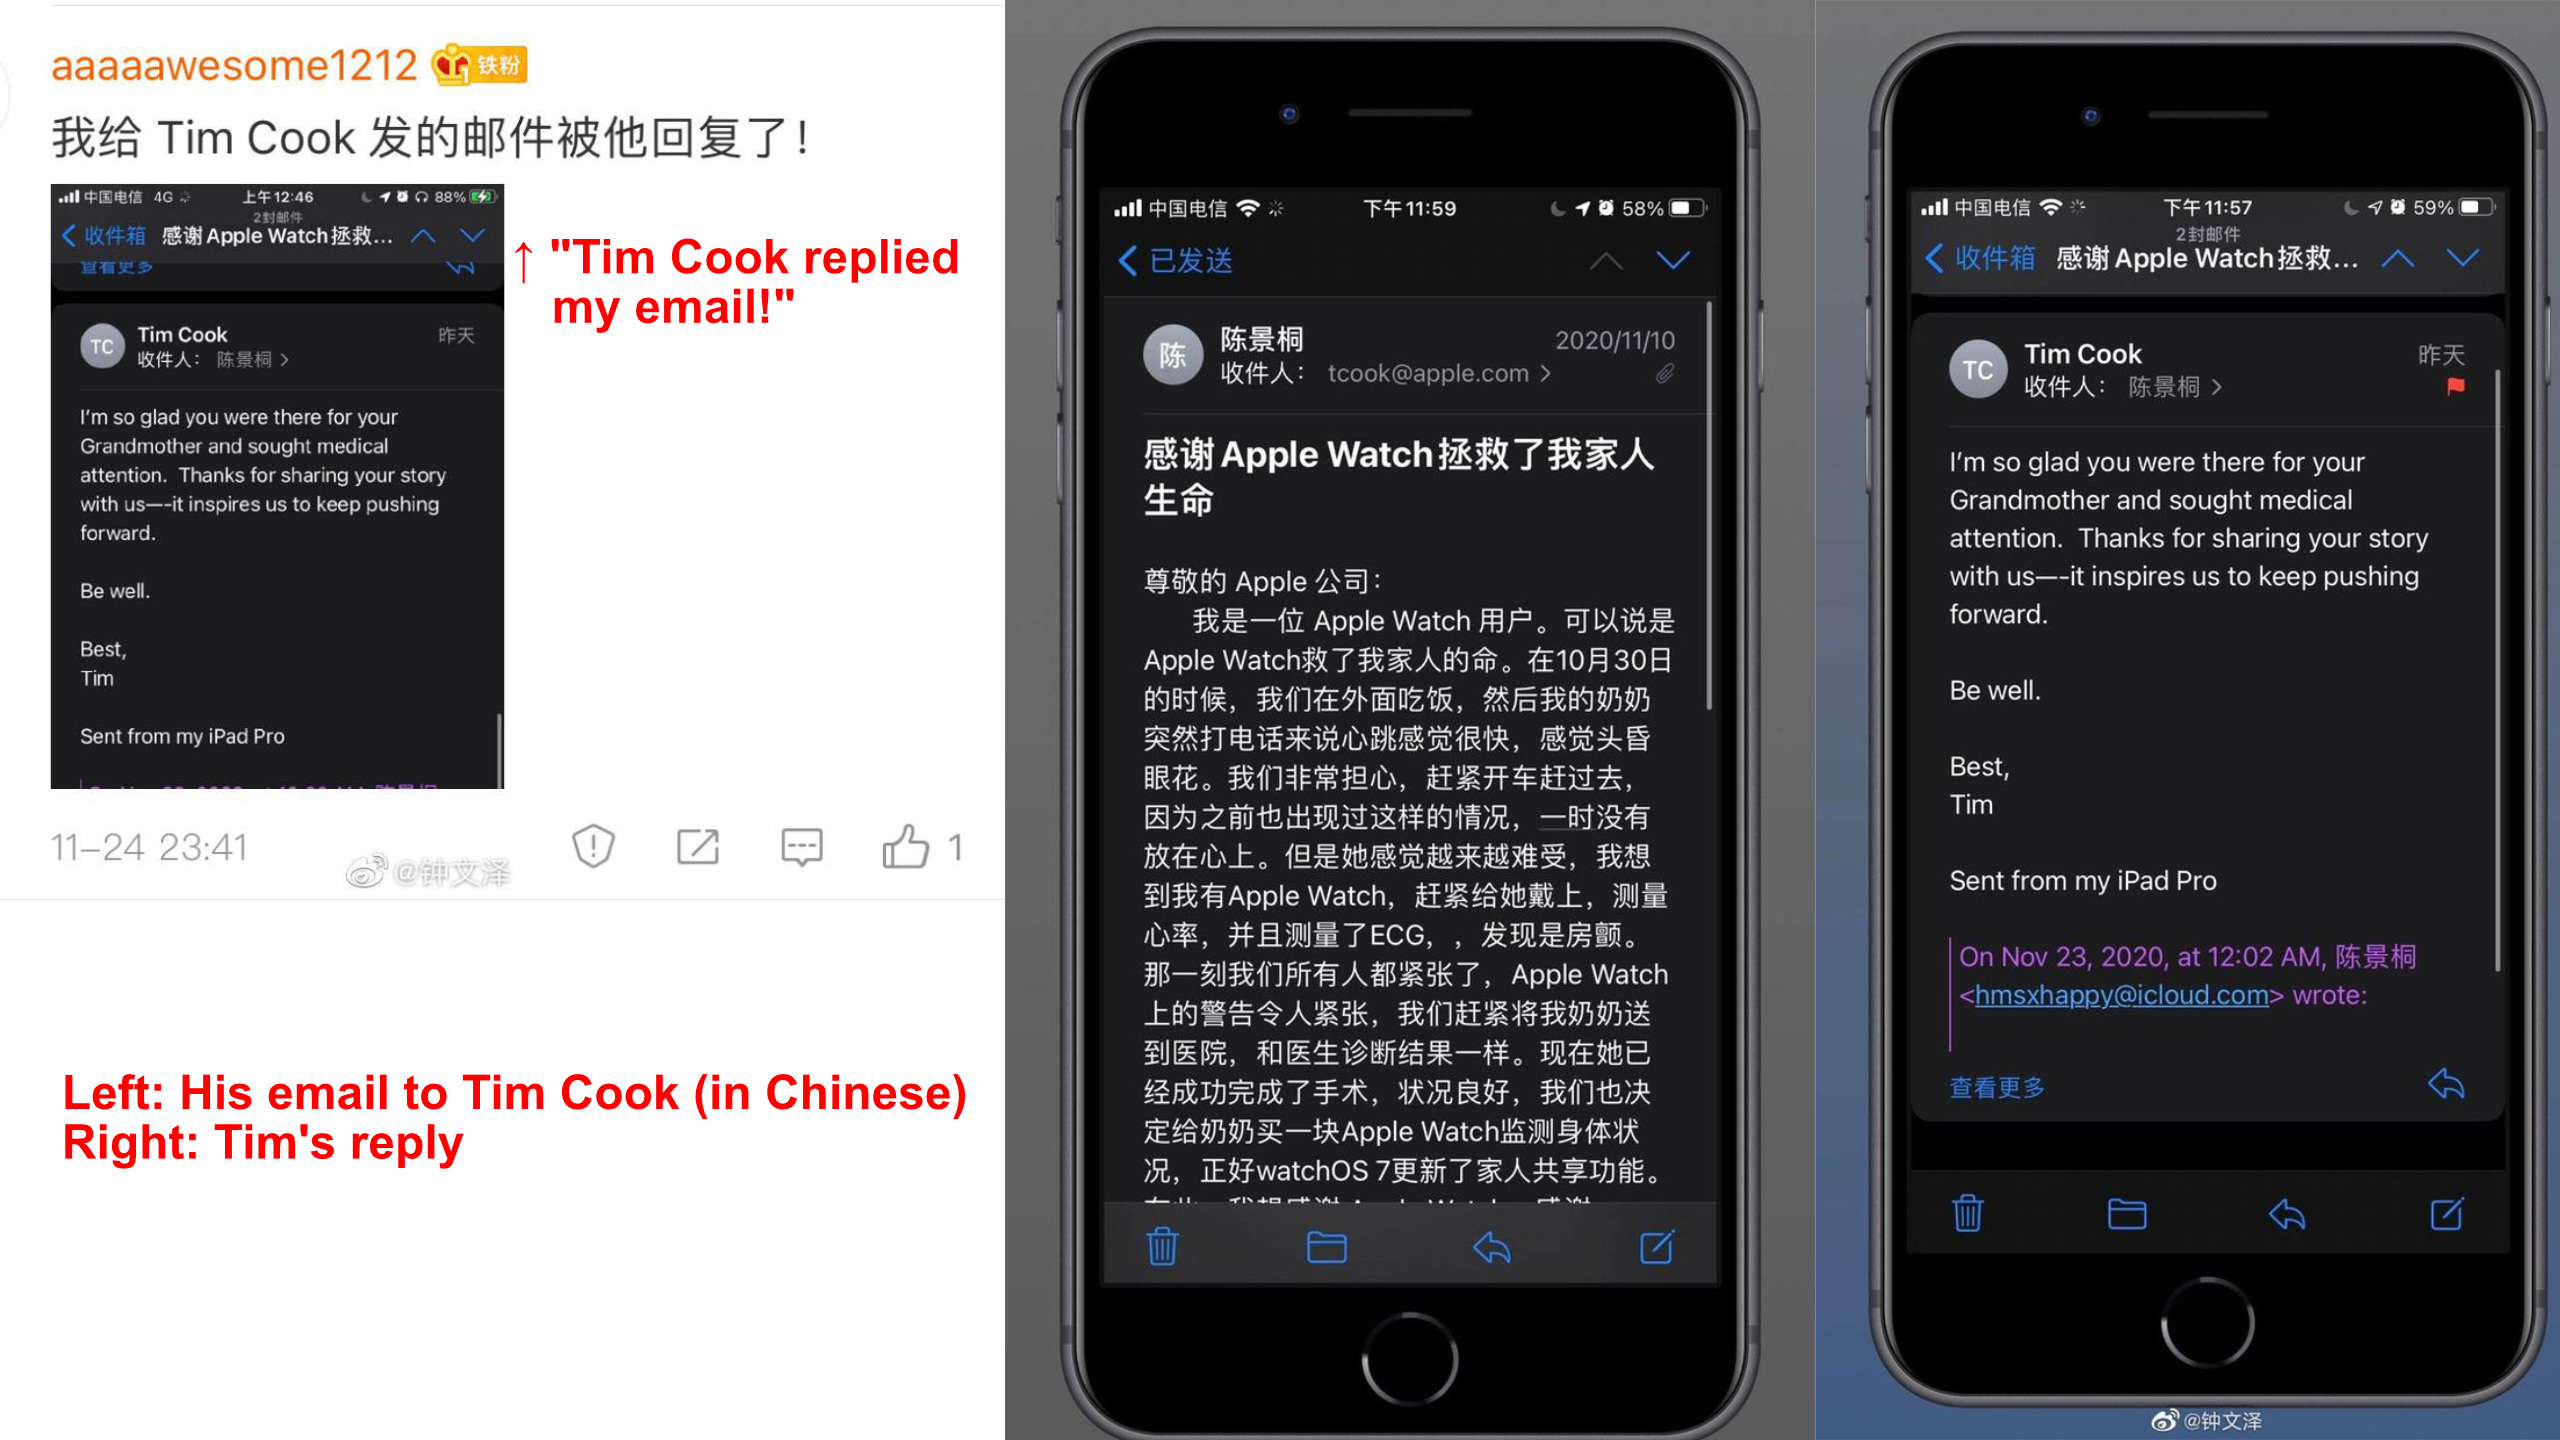 aaaaawesome1212 铁粉
我给 Tim Cook 发的邮件被他回复了！
中国电信 4G 上午12:46 88%
2封邮件
收件箱 感谢Apple Watch拯救...
查看更多
TC Tim Cook 昨天
收件人： 陈景桐
I'm so glad you were there for your
Grandmother and sought medical
attention.  Thanks for sharing your story
with us—-it inspires us to keep pushing
forward.
Be well.
Best,
Tim
Sent from my iPad Pro
11-24 23:41 1
@钟文泽
↑ "Tim Cook replied
my email!"
Left: His email to Tim Cook (in Chinese)
Right: Tim's reply
中国电信 下午11:59 58%
已发送
陈 陈景桐 2020/11/10
收件人： tcook@apple.com
感谢Apple Watch拯救了我家人
生命
尊敬的 Apple 公司：
我是一位 Apple Watch 用户。可以说是
Apple Watch救了我家人的命。在10月30日
的时候，我们在外面吃饭，然后我的奶奶
突然打电话来说心跳感觉很快，感觉头昏
眼花。我们非常担心，赶紧开车赶过去，
因为之前也出现过这样的情况，一时没有
放在心上。但是她感觉越来越难受，我想
到我有Apple Watch，赶紧给她戴上，测量
心率，并且测量了ECG，，发现是房颤。
那一刻我们所有人都紧张了，Apple Watch
上的警告令人紧张，我们赶紧将我奶奶送
到医院，和医生诊断结果一样。现在她已
经成功完成了手术，状况良好，我们也决
定给奶奶买一块Apple Watch监测身体状
况，正好watchOS 7更新了家人共享功能。
中国电信 下午11:57 59%
2封邮件
收件箱 感谢Apple Watch拯救...
TC Tim Cook 昨天
收件人： 陈景桐
I'm so glad you were there for your
Grandmother and sought medical
attention.  Thanks for sharing your story
with us—-it inspires us to keep pushing
forward.
Be well.
Best,
Tim
Sent from my iPad Pro
On Nov 23, 2020, at 12:02 AM, 陈景桐
<hmsxhappy@icloud.com> wrote:
查看更多
@钟文泽